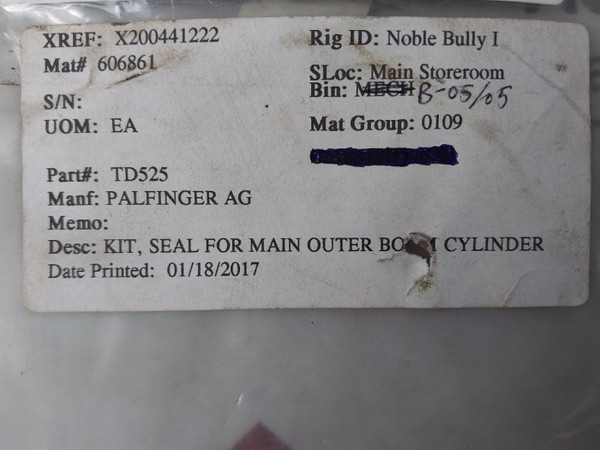 XREF: X200441222
Mat# 606861
S/N:
UOM: EA
Rig ID: Noble Bully I
SLoc: Main Storeroom
Bin: MECH B-05/05
Mat Group: 0109
Part#: TD525
Manf: PALFINGER AG
Memo:
Desc: KIT, SEAL FOR MAIN OUTER CYLINDER
Date Printed: 01/18/2017